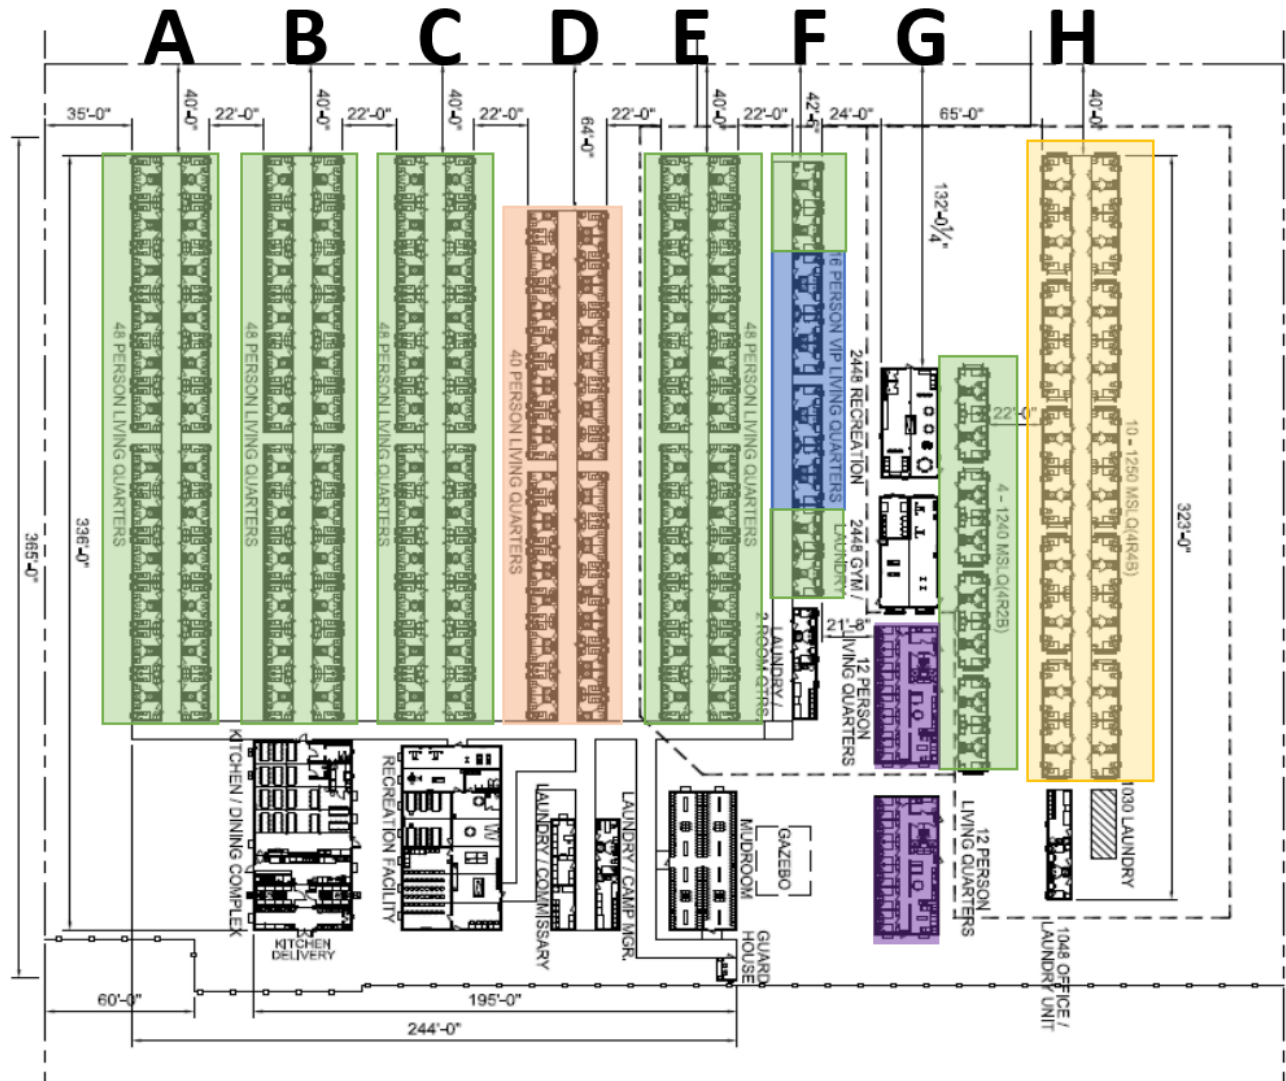 A B C D E F G H
35'-0" 40'-0" 22'-0" 40'-0" 22'-0" 40'-0" 22'-0" 64'-0" 22'-0" 40'-0" 22'-0" 42'-6" 24'-0" 65'-0" 40'-0"
132'-0¼"
48 PERSON LIVING QUARTERS
48 PERSON LIVING QUARTERS
48 PERSON LIVING QUARTERS
40 PERSON LIVING QUARTERS
48 PERSON LIVING QUARTERS
16 PERSON VIP LIVING QUARTERS
LAUNDRY
2448 RECREATION
2448 GYM /
22'-0"
4 - 1240 MSLQ(4R2B)
10 - 1250 MSLQ(4R4B)
323'-0"
336'-0"
365'-0"
21'-8"
LAUNDRY /
2 ROOM QTRS
12 PERSON
LIVING QUARTERS
12 PERSON
LIVING QUARTERS
KITCHEN / DINING COMPLEX
KITCHEN
DELIVERY
RECREATION FACILITY
LAUNDRY / COMMISSARY
LAUNDRY / CAMP MGR.
MUDROOM
GAZEBO
GUARD
HOUSE
1030 LAUNDRY
1048 OFFICE /
LAUNDRY UNIT
60'-0"
195'-0"
244'-0"